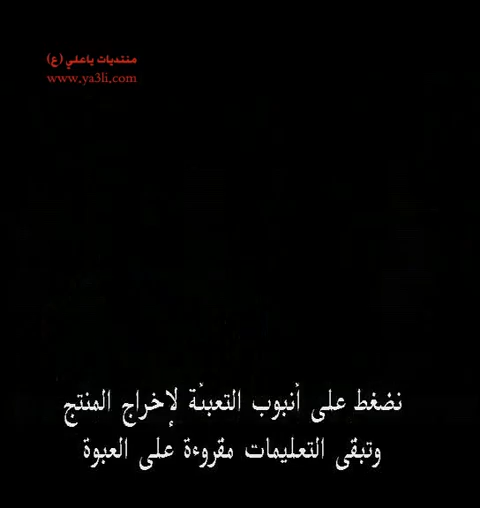 منتديات ياعلي (ع)
www.ya3li.com
نضغط على أنبوب التعبئة لإخراج المنتج
وتبقى التعليمات مقروءة على العبوة